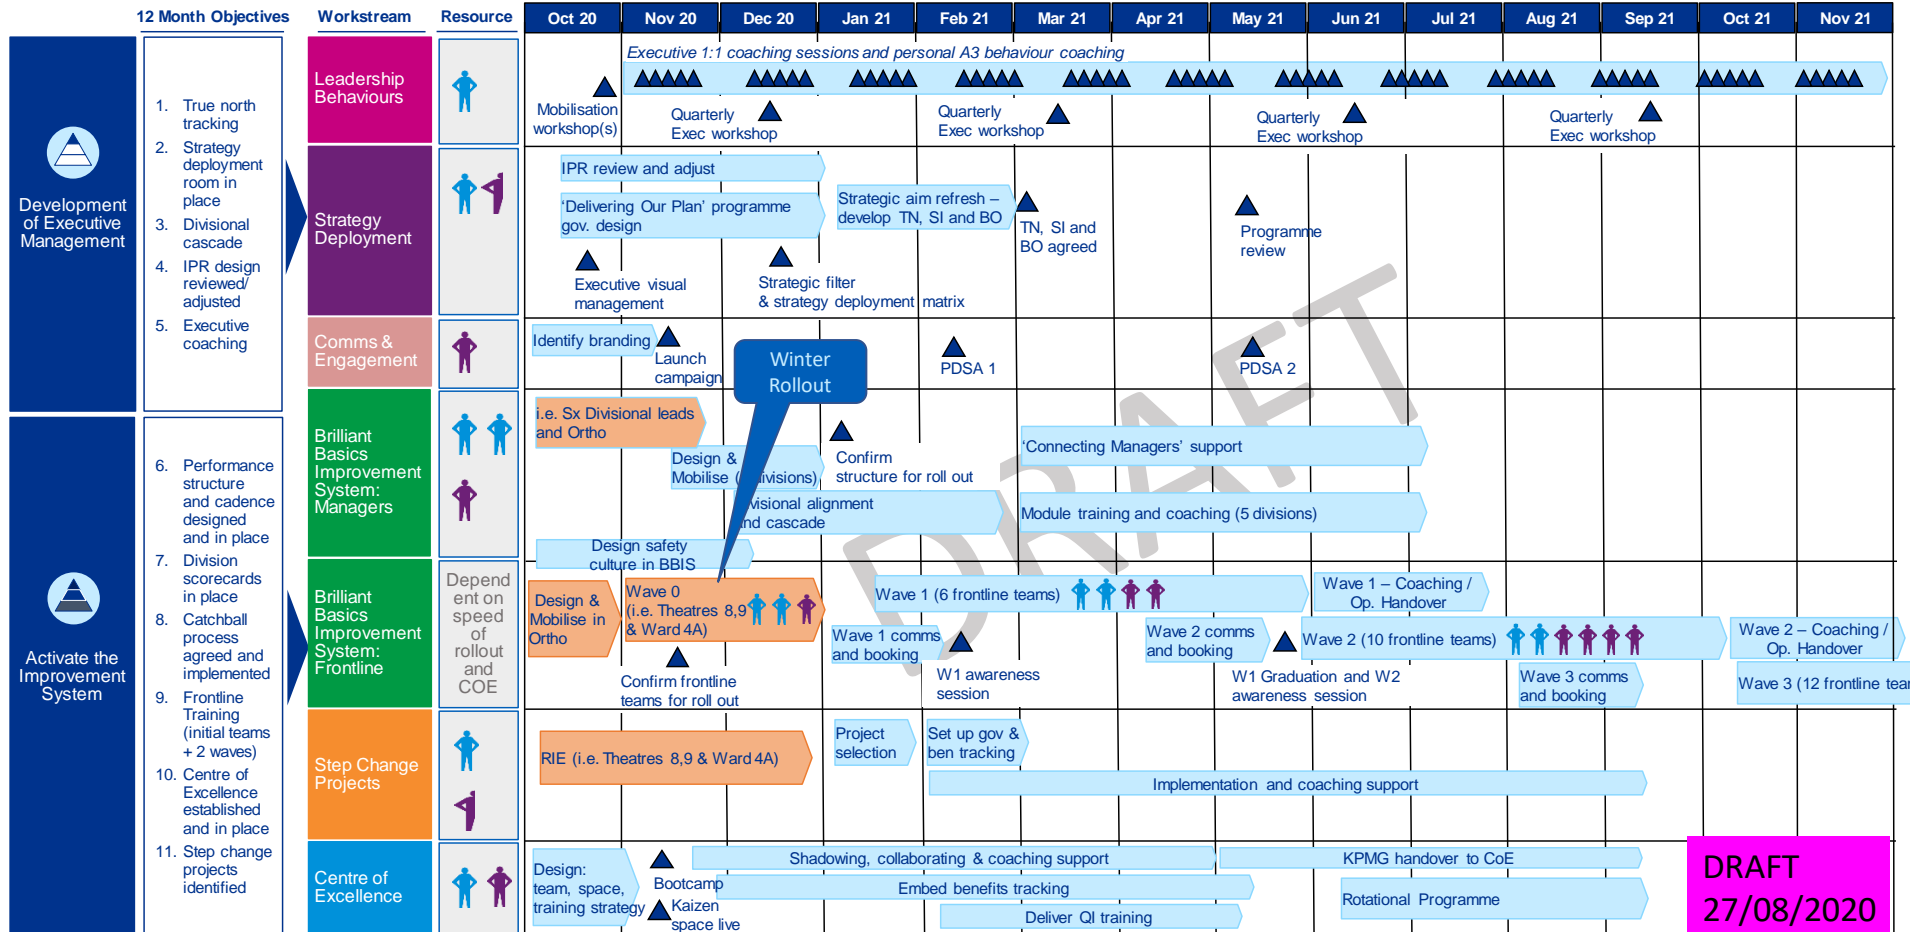 12 Month Objectives
Workstream
Resource
Oct 20
Nov 20
Dec 20
Jan 21
Feb 21
Mar 21
Apr 21
May 21
Jun 21
Jul 21
Aug 21
Sep 21
Oct 21
Nov 21
Development
of Executive
Management
1. True north
tracking
2. Strategy
deployment
room in
place
3. Divisional
cascade
4. IPR design
reviewed/
adjusted
5. Executive
coaching
Leadership
Behaviours
Executive 1:1 coaching sessions and personal A3 behaviour coaching
Mobilisation
workshop(s)
Quarterly
Exec workshop
Quarterly
Exec workshop
Quarterly
Exec workshop
Quarterly
Exec workshop
Strategy
Deployment
IPR review and adjust
‘Delivering Our Plan’ programme
gov. design
Strategic aim refresh –
develop TN, SI and BO
TN, SI and
BO agreed
Programme
review
Executive visual
management
Strategic filter
& strategy deployment matrix
Comms &
Engagement
Identify branding
Launch
campaign
Winter
Rollout
PDSA 1
PDSA 2
Activate the
Improvement
System
6. Performance
structure
and cadence
designed
and in place
7. Division
scorecards
in place
8. Catchball
process
agreed and
implemented
9. Frontline
Training
(initial teams
+ 2 waves)
10. Centre of
Excellence
established
and in place
11. Step change
projects
identified
Brilliant
Basics
Improvement
System:
Managers
i.e. Sx Divisional leads
and Ortho
Design &
Mobilise ( divisions)
Confirm
structure for roll out
‘Connecting Managers’ support
visional alignment
nd cascade
Module training and coaching (5 divisions)
Design safety
culture in BBIS
Brilliant
Basics
Improvement
System:
Frontline
Depend
ent on
speed
of
rollout
and
COE
Design &
Mobilise in
Ortho
Wave 0
(i.e. Theatres 8,9
& Ward 4A)
Confirm frontline
teams for roll out
Wave 1 (6 frontline teams)
Wave 1 – Coaching /
Op. Handover
Wave 1 comms
and booking
W1 awareness
session
Wave 2 comms
and booking
W1 Graduation and W2
awareness session
Wave 2 (10 frontline teams)
Wave 2 – Coaching /
Op. Handover
Wave 3 comms
and booking
Wave 3 (12 frontline tear
Step Change
Projects
RIE (i.e. Theatres 8,9 & Ward 4A)
Project
selection
Set up gov &
ben tracking
Implementation and coaching support
Centre of
Excellence
Design:
team, space,
training strategy
Bootcamp
Kaizen
space live
Shadowing, collaborating & coaching support
KPMG handover to CoE
Embed benefits tracking
Rotational Programme
Deliver QI training
DRAFT
DRAFT
27/08/2020